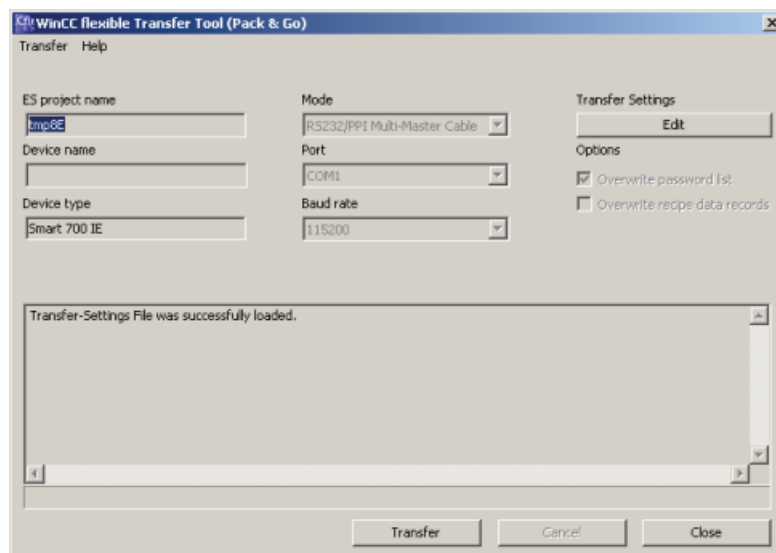 WinCC flexible Transfer Tool (Pack & Go)
Transfer Help
ES project name
tmp8E
Device name
Device type
Smart 700 IE
Mode
RS232/PPI Multi-Master Cable
Port
COM1
Baud rate
115200
Transfer Settings
Edit
Options
Overwrite password list
Overwrite recipe data records
Transfer-Settings File was successfully loaded.
Transfer Cancel Close